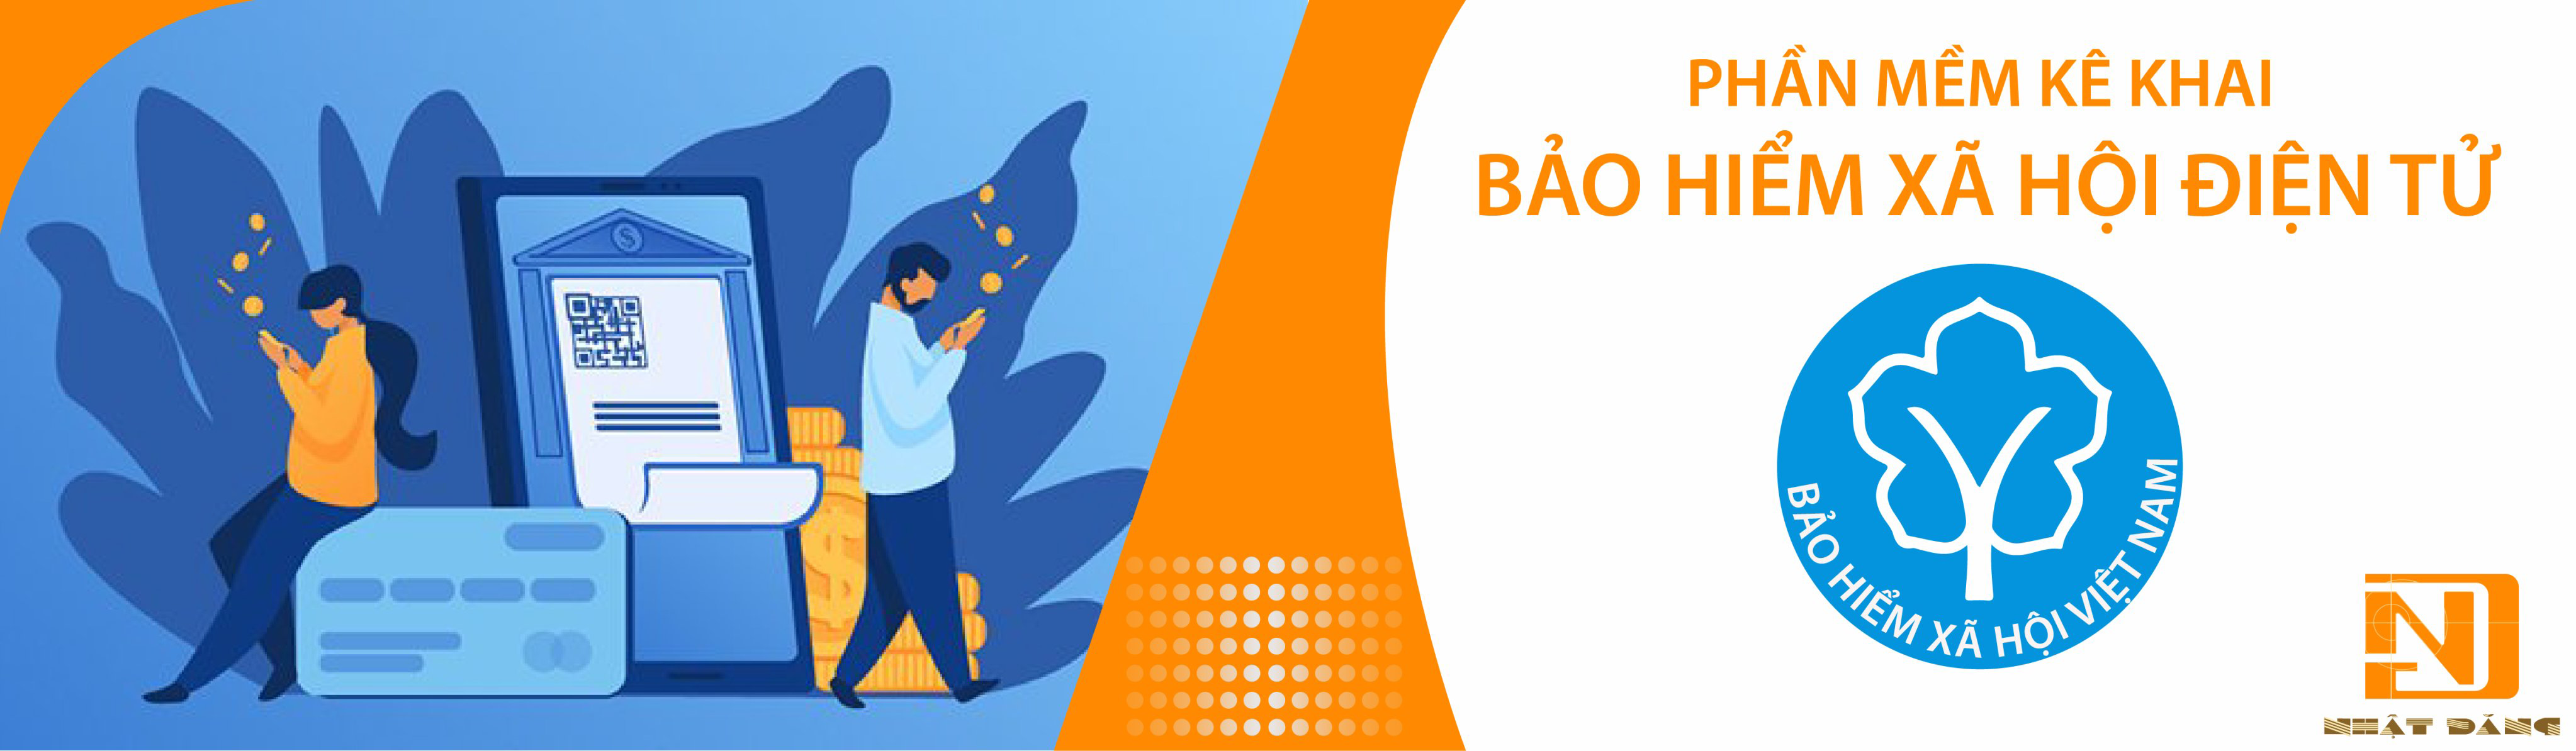 PHẦN MỀM KÊ KHAI
BẢO HIỂM XÃ HỘI ĐIỆN TỬ
BẢO HIỂM XÃ HỘI VIỆT NAM
NHẬT ĐĂNG